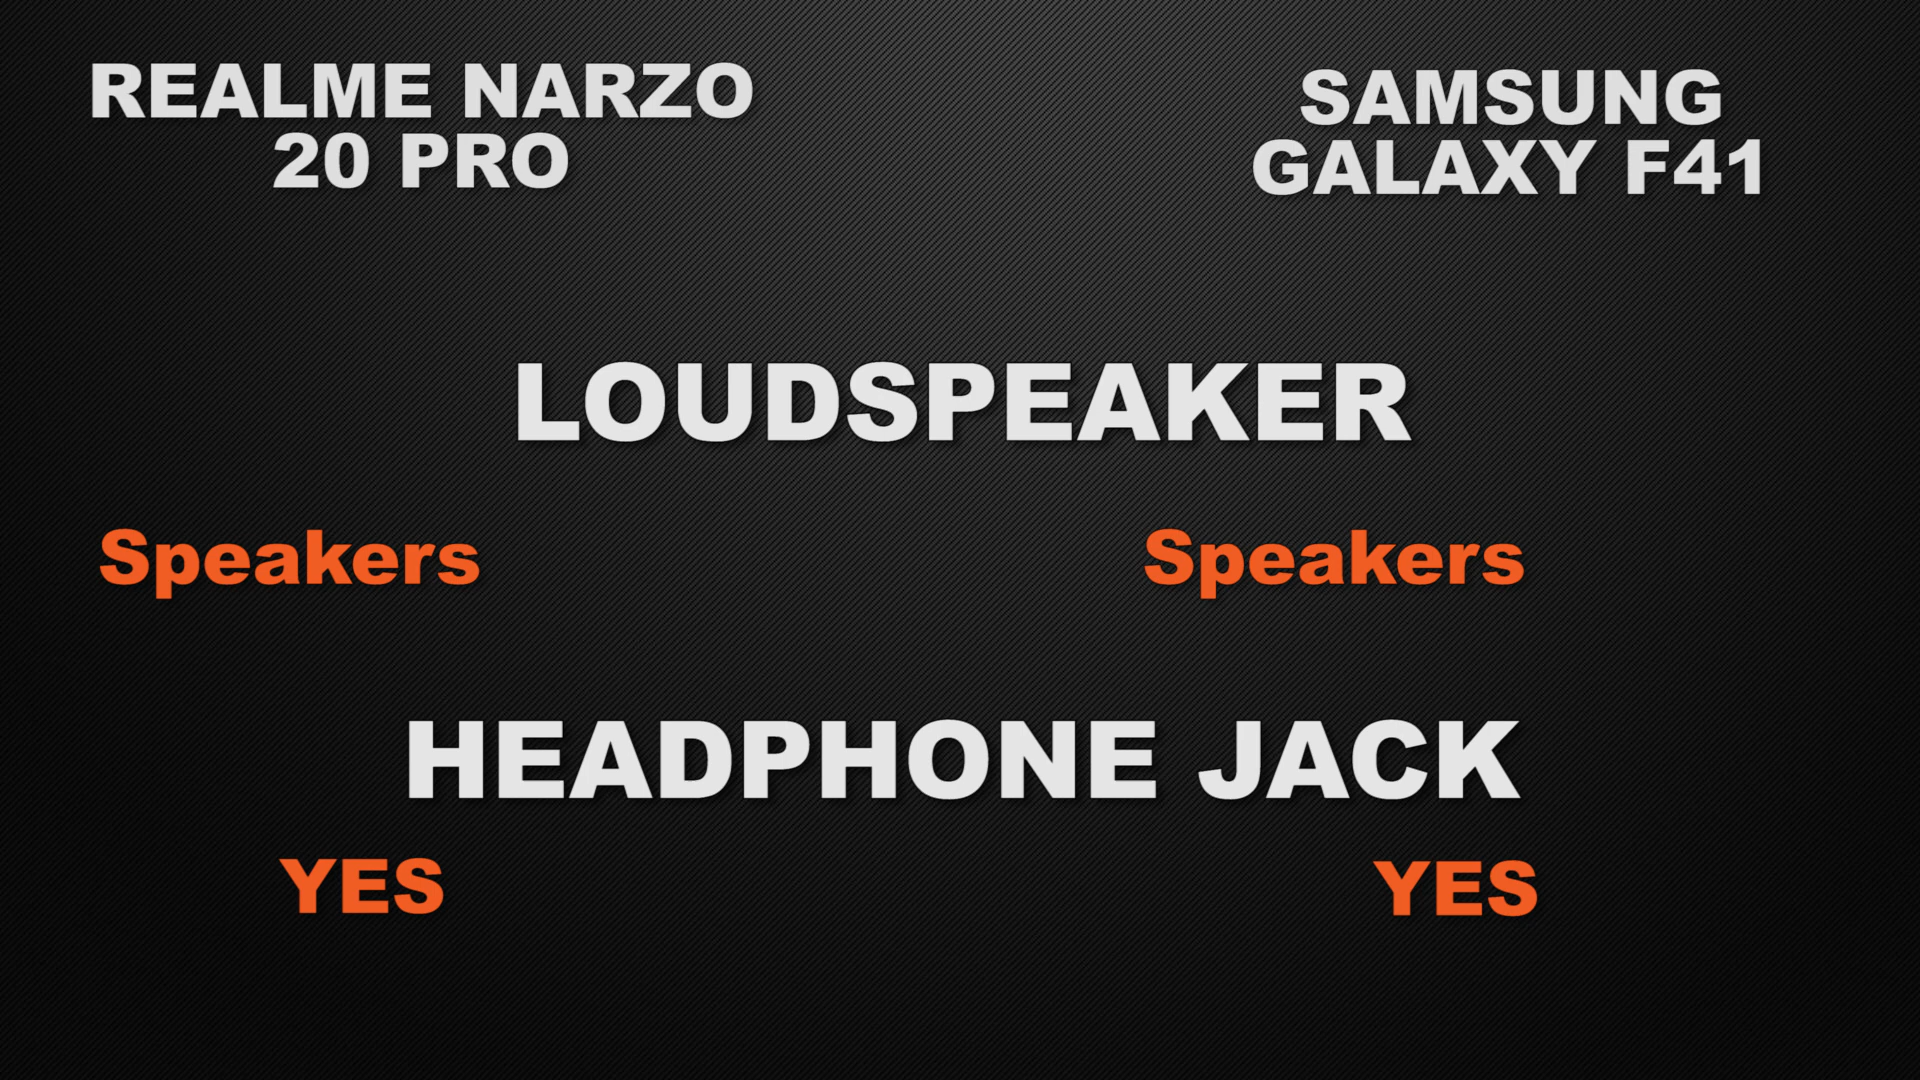 REALME NARZO
20 PRO
SAMSUNG
GALAXY F41
LOUDSPEAKER
Speakers
Speakers
HEADPHONE JACK
YES
YES